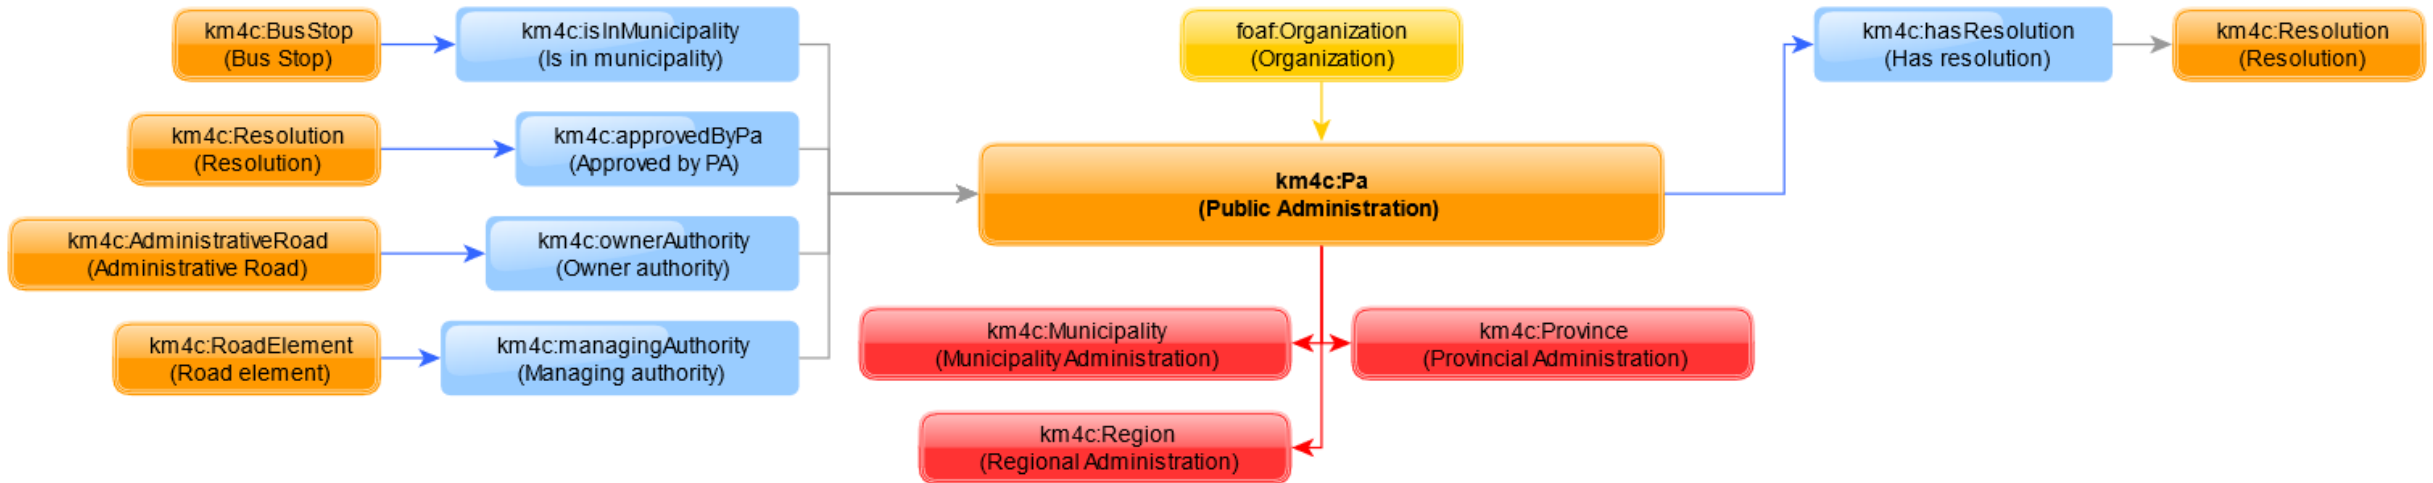 km4c:BusStop
(Bus Stop)
km4c:isInMunicipality
(Is in municipality)
foaf:Organization
(Organization)
km4c:hasResolution
(Has resolution)
km4c:Resolution
(Resolution)
km4c:Resolution
(Resolution)
km4c:approvedByPa
(Approved by PA)
km4c:Pa
(Public Administration)
km4c:AdministrativeRoad
(Administrative Road)
km4c:ownerAuthority
(Owner authority)
km4c:RoadElement
(Road element)
km4c:managingAuthority
(Managing authority)
km4c:Municipality
(Municipality Administration)
km4c:Province
(Provincial Administration)
km4c:Region
(Regional Administration)